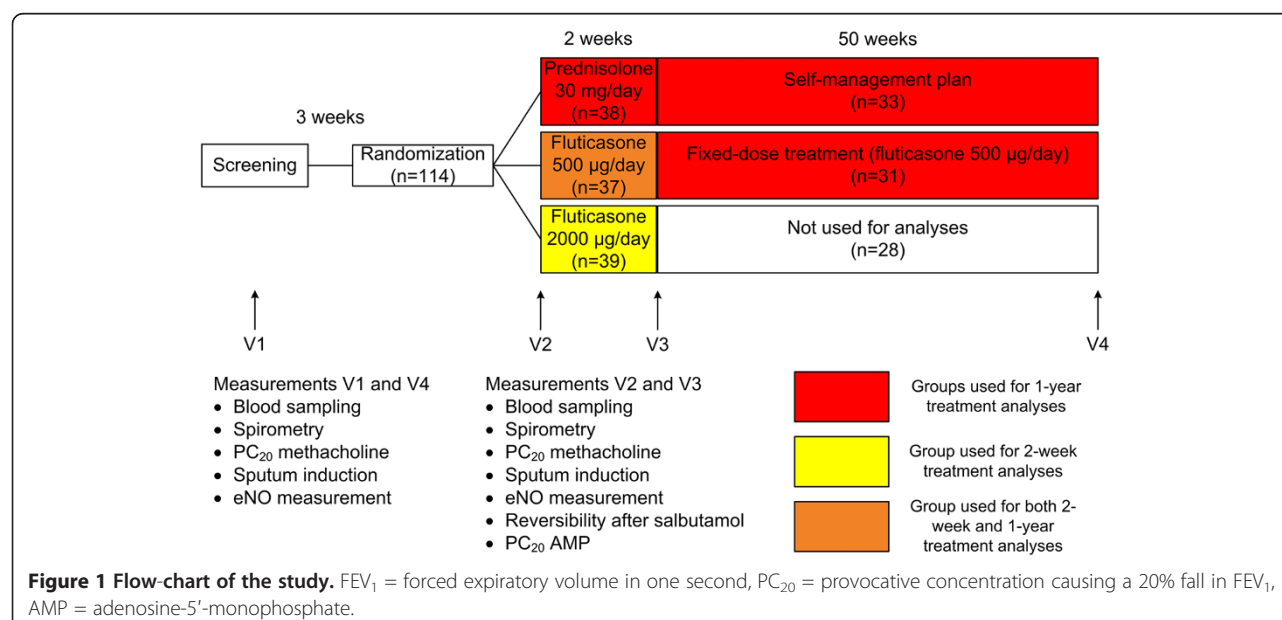 2 weeks
50 weeks
3 weeks
Screening
Randomization
(n=114)
Prednisolone
30 mg/day
(n=38)
Self-management plan
(n=33)
Fluticasone
500 µg/day
(n=37)
Fixed-dose treatment (fluticasone 500 µg/day)
(n=31)
Fluticasone
2000 µg/day
(n=39)
Not used for analyses
(n=28)
V1
V2
V3
V4
Measurements V1 and V4
• Blood sampling
• Spirometry
• PC₂₀ methacholine
• Sputum induction
• eNO measurement
Measurements V2 and V3
• Blood sampling
• Spirometry
• PC₂₀ methacholine
• Sputum induction
• eNO measurement
• Reversibility after salbutamol
• PC₂₀ AMP
Groups used for 1-year
treatment analyses
Group used for 2-week
treatment analyses
Group used for both 2-
week and 1-year
treatment analyses
Figure 1 Flow-chart of the study. FEV₁ = forced expiratory volume in one second, PC₂₀ = provocative concentration causing a 20% fall in FEV₁,
AMP = adenosine-5′-monophosphate.